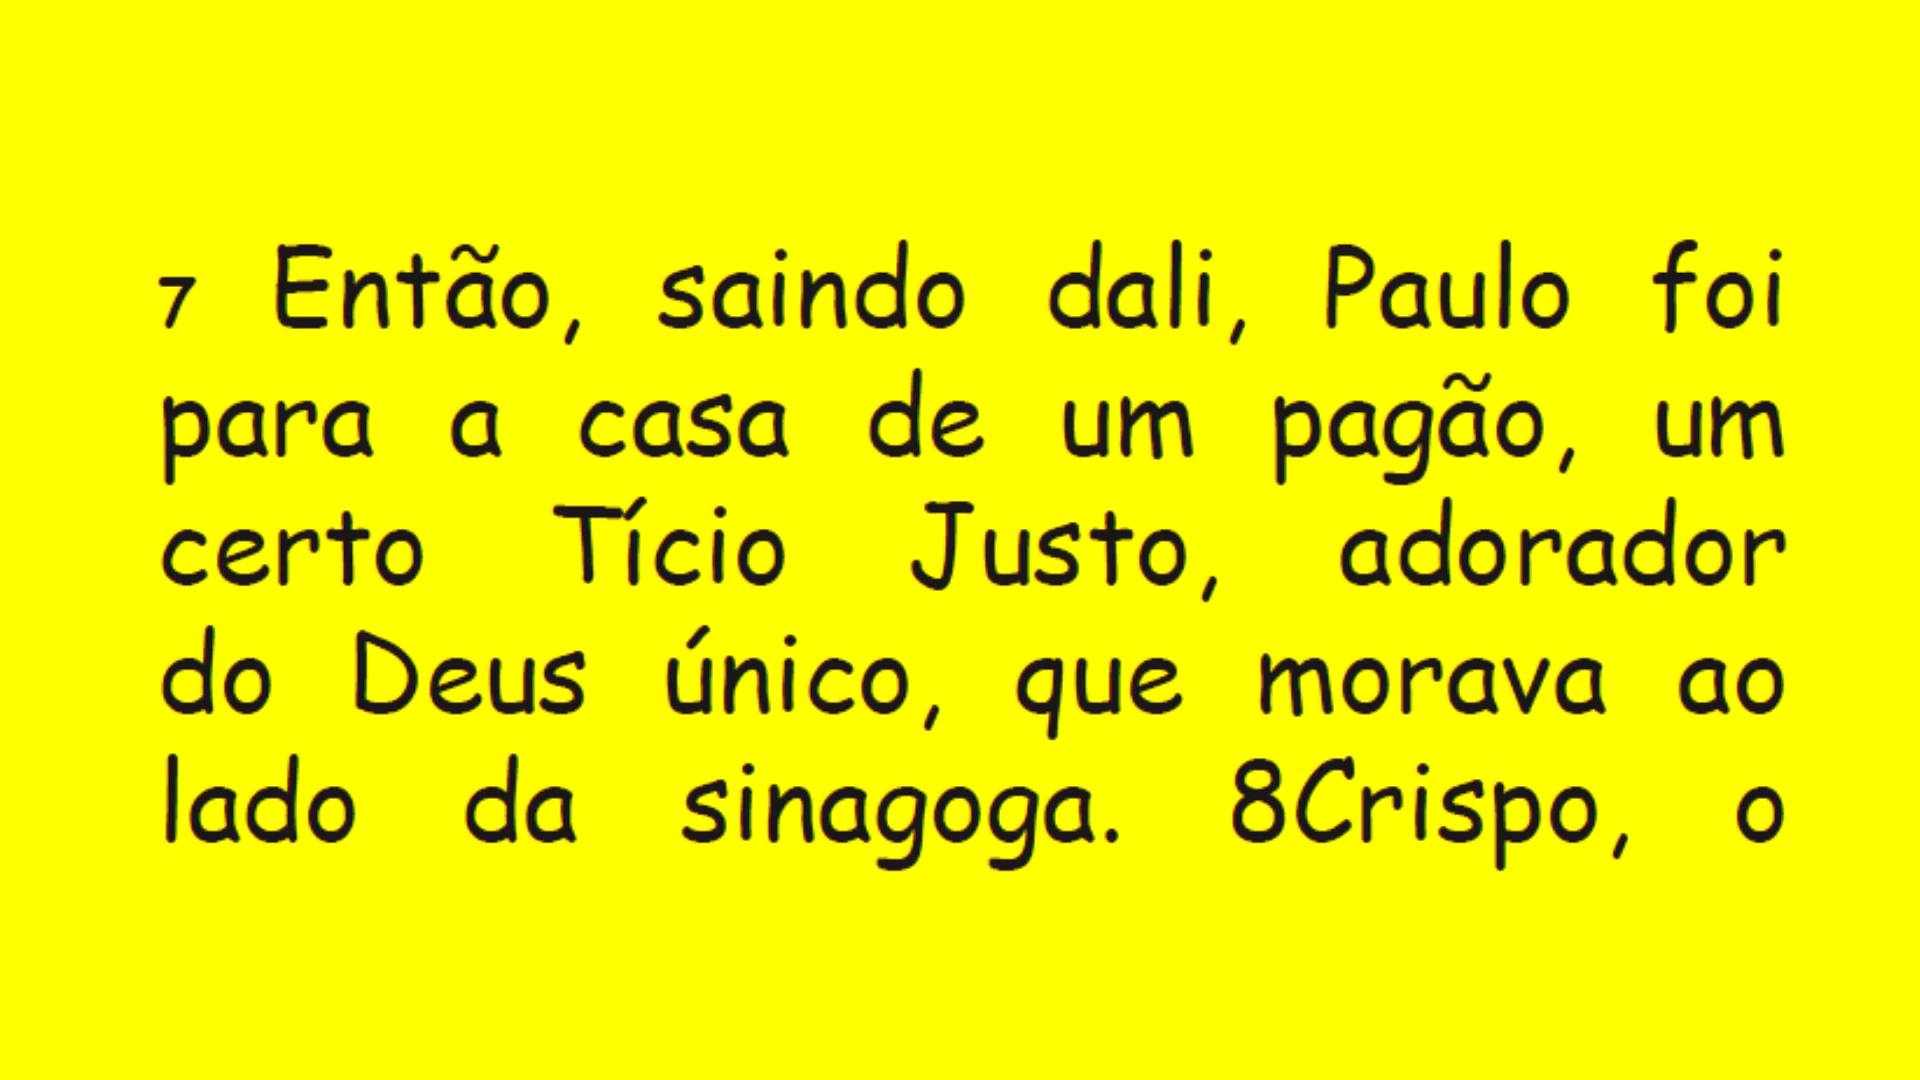 7 Então, saindo dali, Paulo foi
para a casa de um pagão, um
certo Tício Justo, adorador
do Deus único, que morava ao
lado da sinagoga. 8Crispo, o